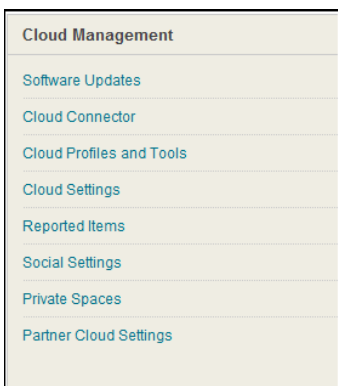 Cloud Management
Software Updates
Cloud Connector
Cloud Profiles and Tools
Cloud Settings
Reported Items
Social Settings
Private Spaces
Partner Cloud Settings